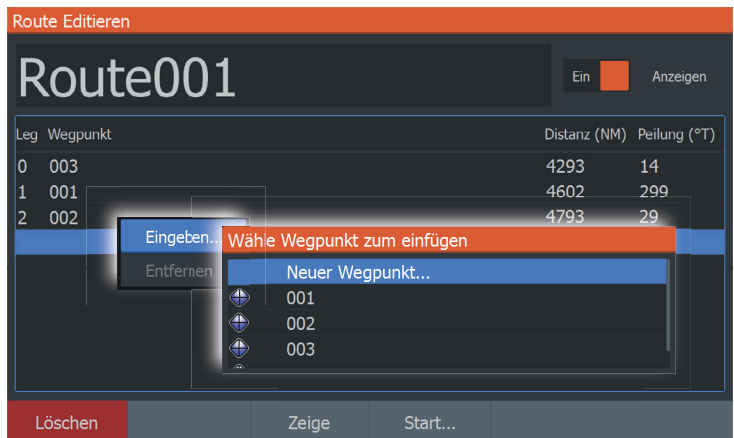 Route Editieren
Route001
Ein Anzeigen
Leg Wegpunkt Distanz (NM) Peilung (°T)
0 003 4293 14
1 001 4602 299
2 002 4793 29
Eingeben...
Entfernen
Wähle Wegpunkt zum einfügen
Neuer Wegpunkt...
001
002
003
Löschen Zeige Start...